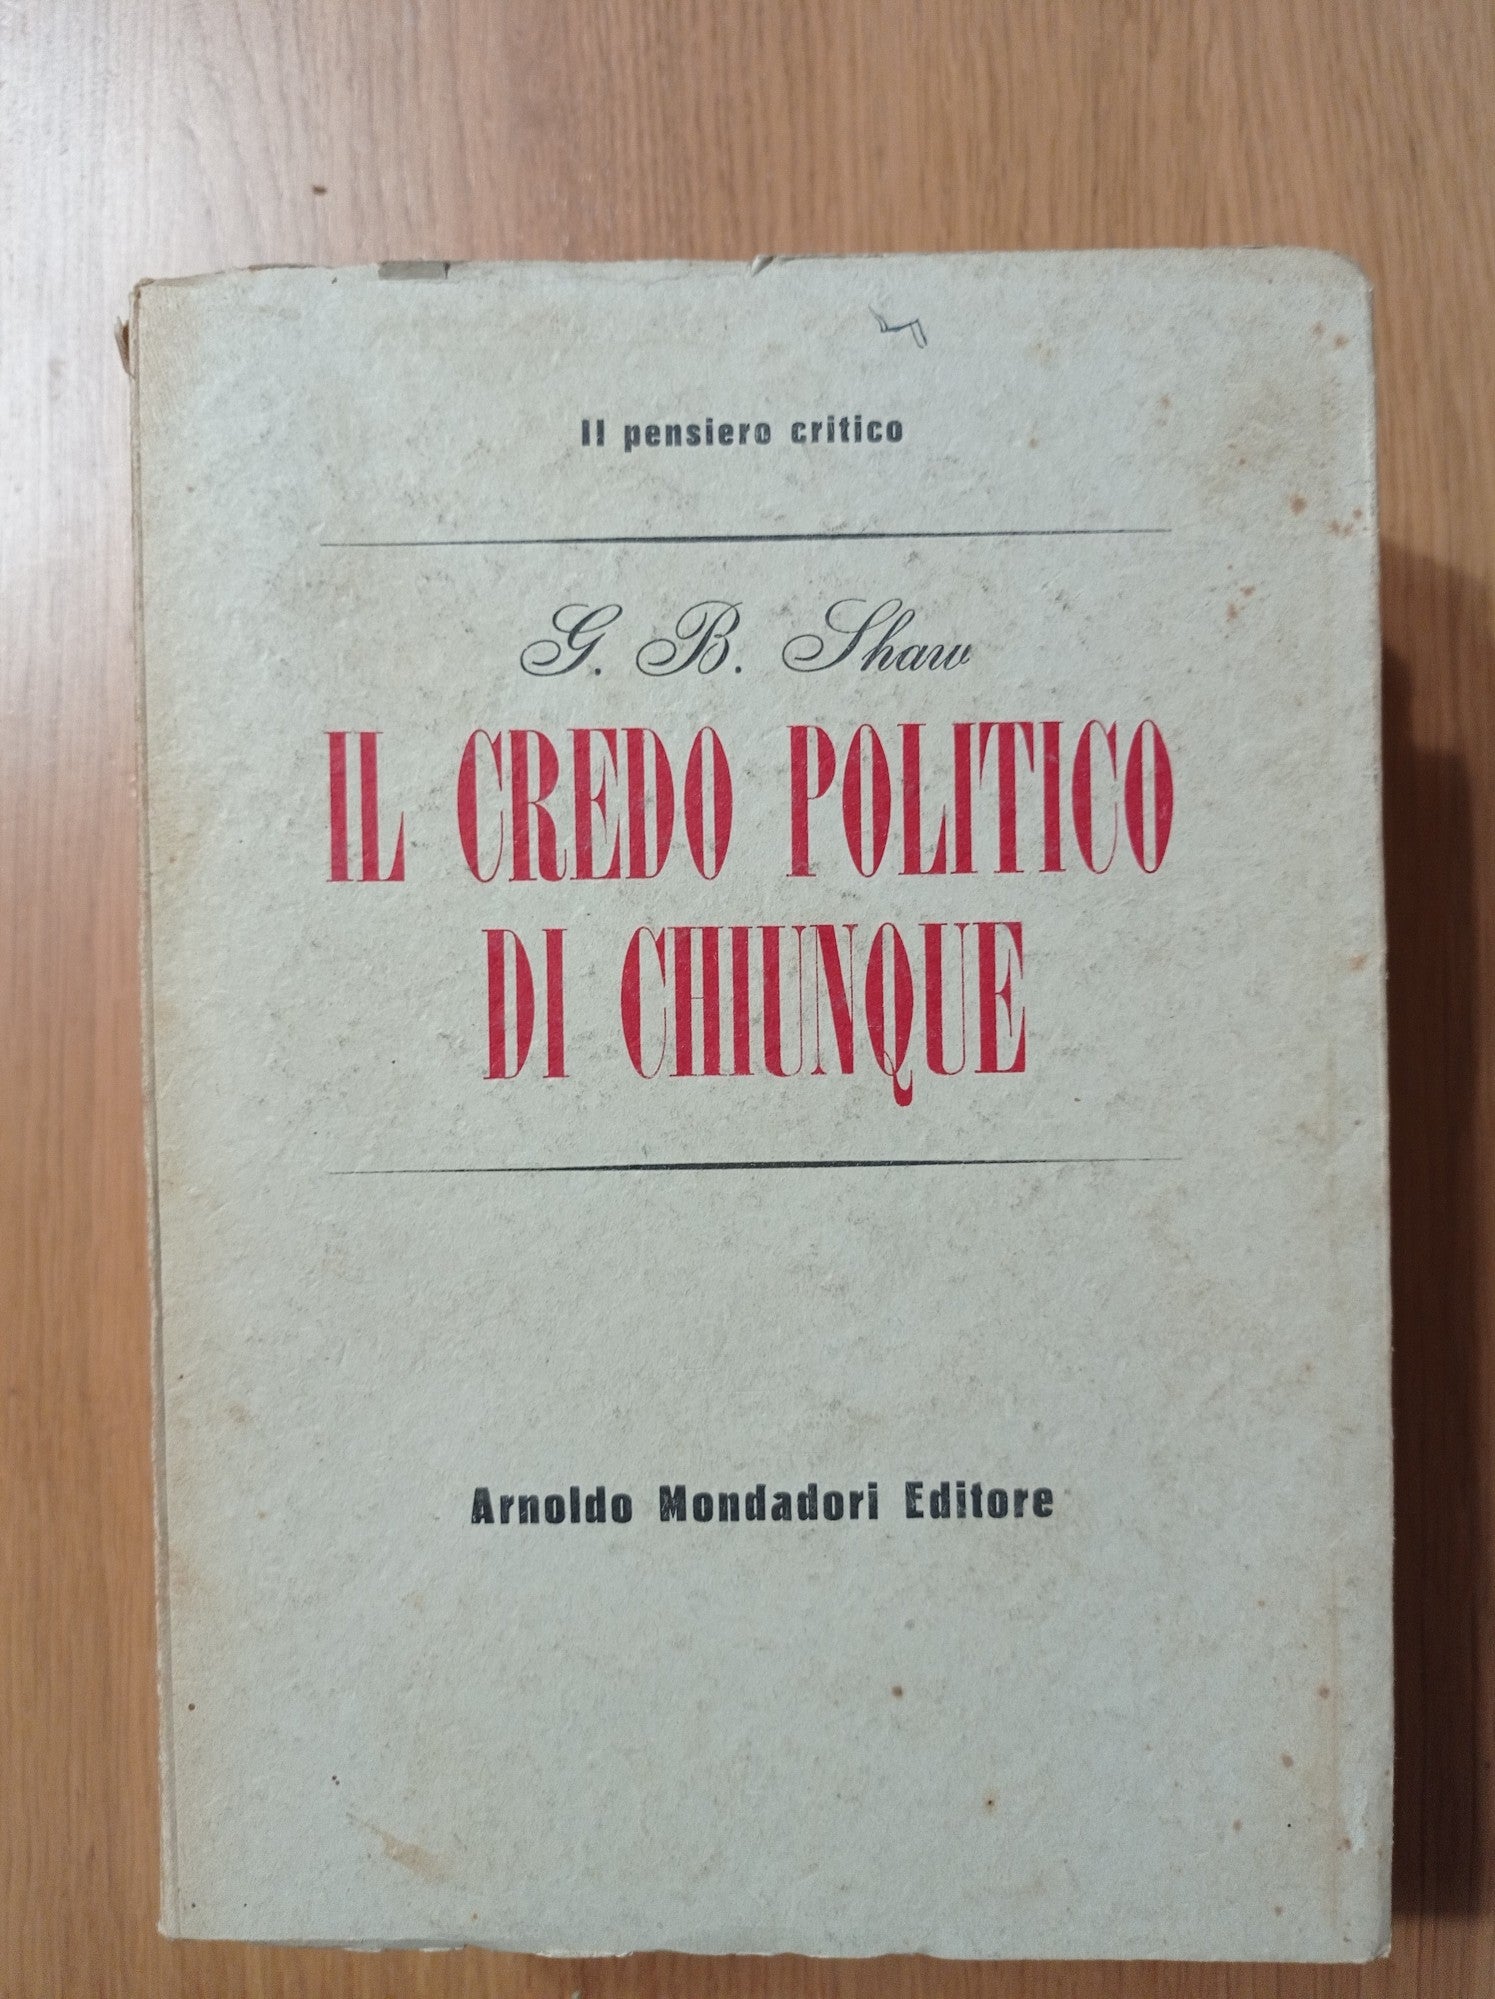 Il pensiero critico
G. B. Shaw
IL CREDO POLITICO
DI CHIUNQUE
Arnoldo Mondadori Editore